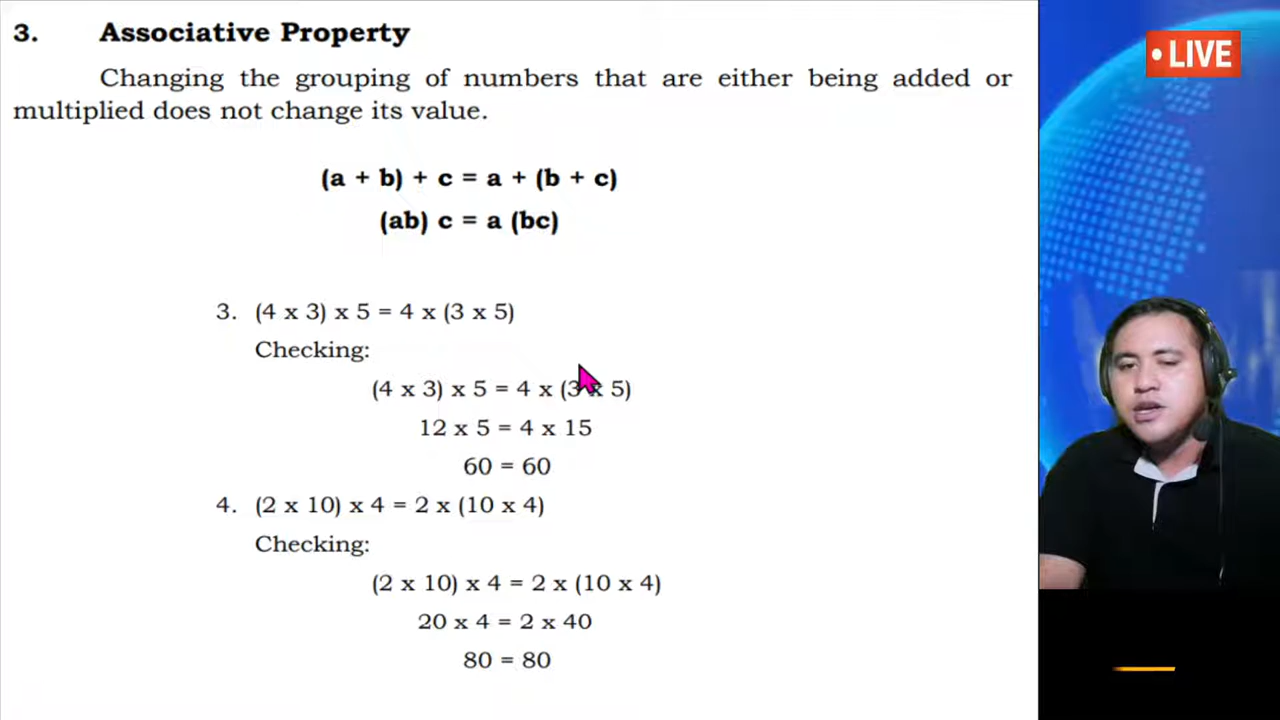 3. Associative Property
Changing the grouping of numbers that are either being added or
multiplied does not change its value.
(a + b) + c = a + (b + c)
(ab) c = a (bc)
3. (4 x 3) x 5 = 4 x (3 x 5)
Checking:
(4 x 3) x 5 = 4 x (3 x 5)
12 x 5 = 4 x 15
60 = 60
4. (2 x 10) x 4 = 2 x (10 x 4)
Checking:
(2 x 10) x 4 = 2 x (10 x 4)
20 x 4 = 2 x 40
80 = 80
• LIVE